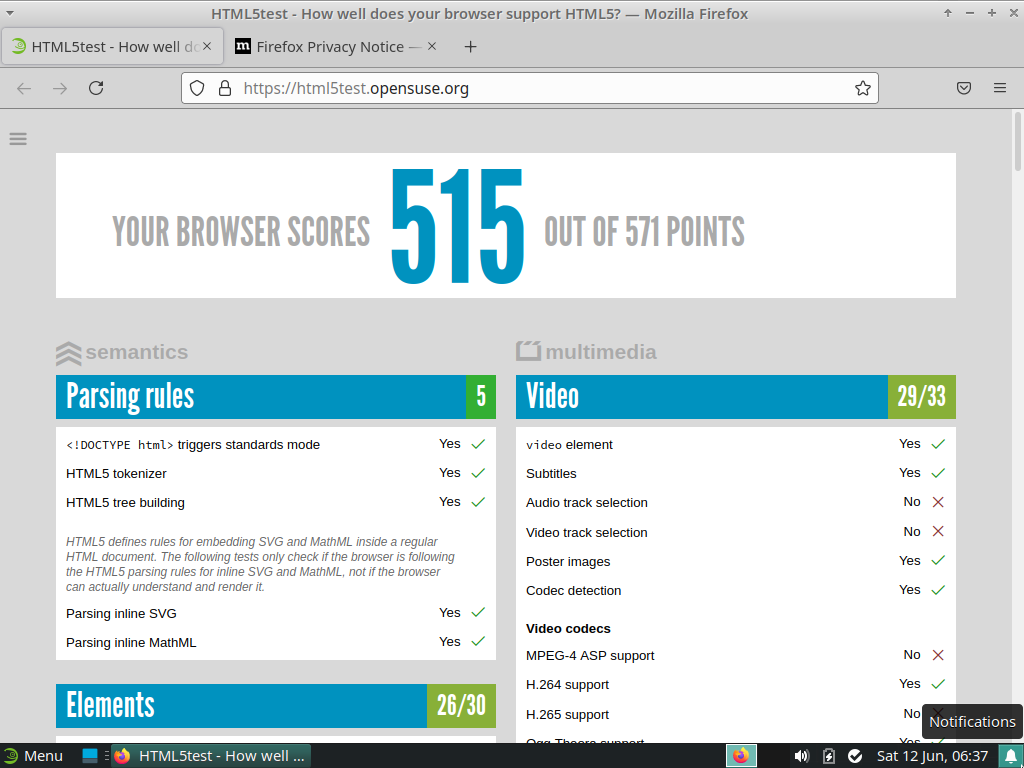 HTML5test - How well does your browser support HTML5? — Mozilla Firefox
HTML5test - How well do
Firefox Privacy Notice —
https://html5test.opensuse.org
YOUR BROWSER SCORES 515 OUT OF 571 POINTS
semantics
Parsing rules 5
<!DOCTYPE html> triggers standards mode Yes
HTML5 tokenizer Yes
HTML5 tree building Yes
HTML5 defines rules for embedding SVG and MathML inside a regular
HTML document. The following tests only check if the browser is following
the HTML5 parsing rules for inline SVG and MathML, not if the browser
can actually understand and render it.
Parsing inline SVG Yes
Parsing inline MathML Yes
Elements 26/30
multimedia
Video 29/33
video element Yes
Subtitles Yes
Audio track selection No
Video track selection No
Poster images Yes
Codec detection Yes
Video codecs
MPEG-4 ASP support No
H.264 support Yes
H.265 support No
Ogg Theora support Yes
Notifications
Menu
HTML5test - How well ...
Sat 12 Jun, 06:37